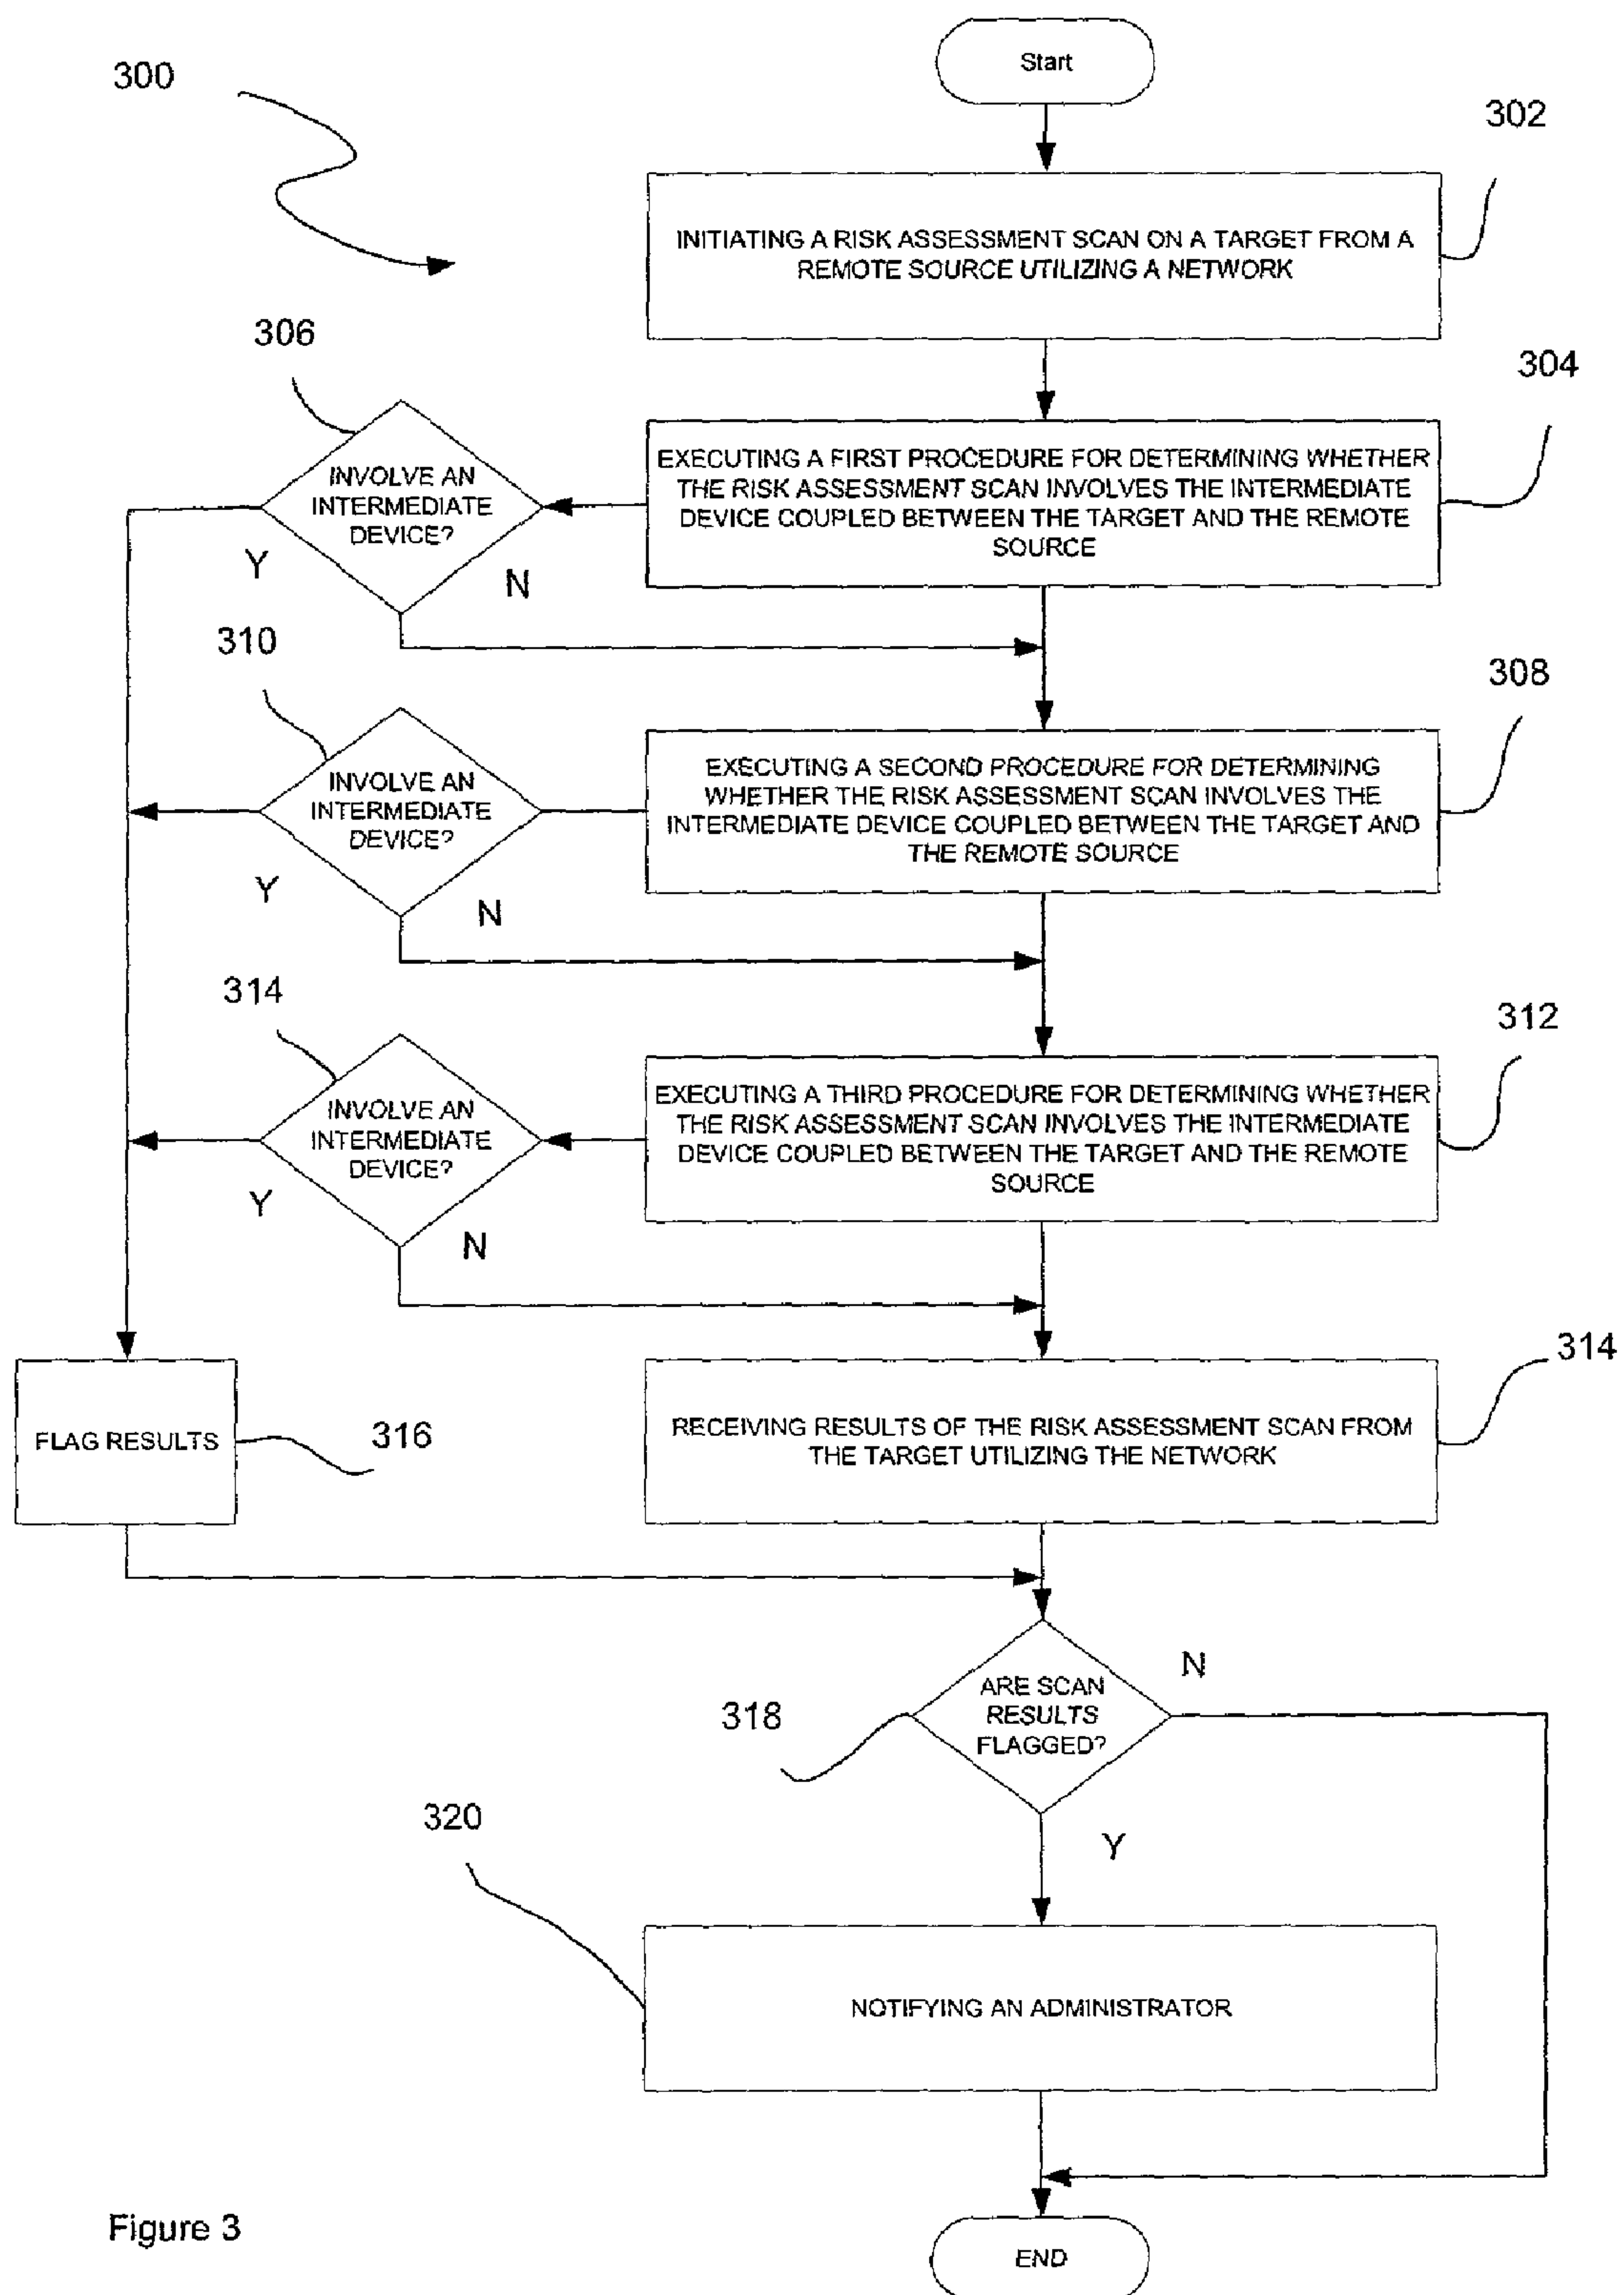 Start
300
302
INITIATING A RISK ASSESSMENT SCAN ON A TARGET FROM A
REMOTE SOURCE UTILIZING A NETWORK
306
304
INVOLVE AN
INTERMEDIATE
DEVICE?
Y
N
EXECUTING A FIRST PROCEDURE FOR DETERMINING WHETHER
THE RISK ASSESSMENT SCAN INVOLVES THE INTERMEDIATE
DEVICE COUPLED BETWEEN THE TARGET AND THE REMOTE
SOURCE
310
308
INVOLVE AN
INTERMEDIATE
DEVICE?
Y
N
EXECUTING A SECOND PROCEDURE FOR DETERMINING
WHETHER THE RISK ASSESSMENT SCAN INVOLVES THE
INTERMEDIATE DEVICE COUPLED BETWEEN THE TARGET AND
THE REMOTE SOURCE
314
312
INVOLVE AN
INTERMEDIATE
DEVICE?
Y
N
EXECUTING A THIRD PROCEDURE FOR DETERMINING WHETHER
THE RISK ASSESSMENT SCAN INVOLVES THE INTERMEDIATE
DEVICE COUPLED BETWEEN THE TARGET AND THE REMOTE
SOURCE
314
FLAG RESULTS
316
RECEIVING RESULTS OF THE RISK ASSESSMENT SCAN FROM
THE TARGET UTILIZING THE NETWORK
318
ARE SCAN
RESULTS
FLAGGED?
N
Y
320
NOTIFYING AN ADMINISTRATOR
Figure 3
END